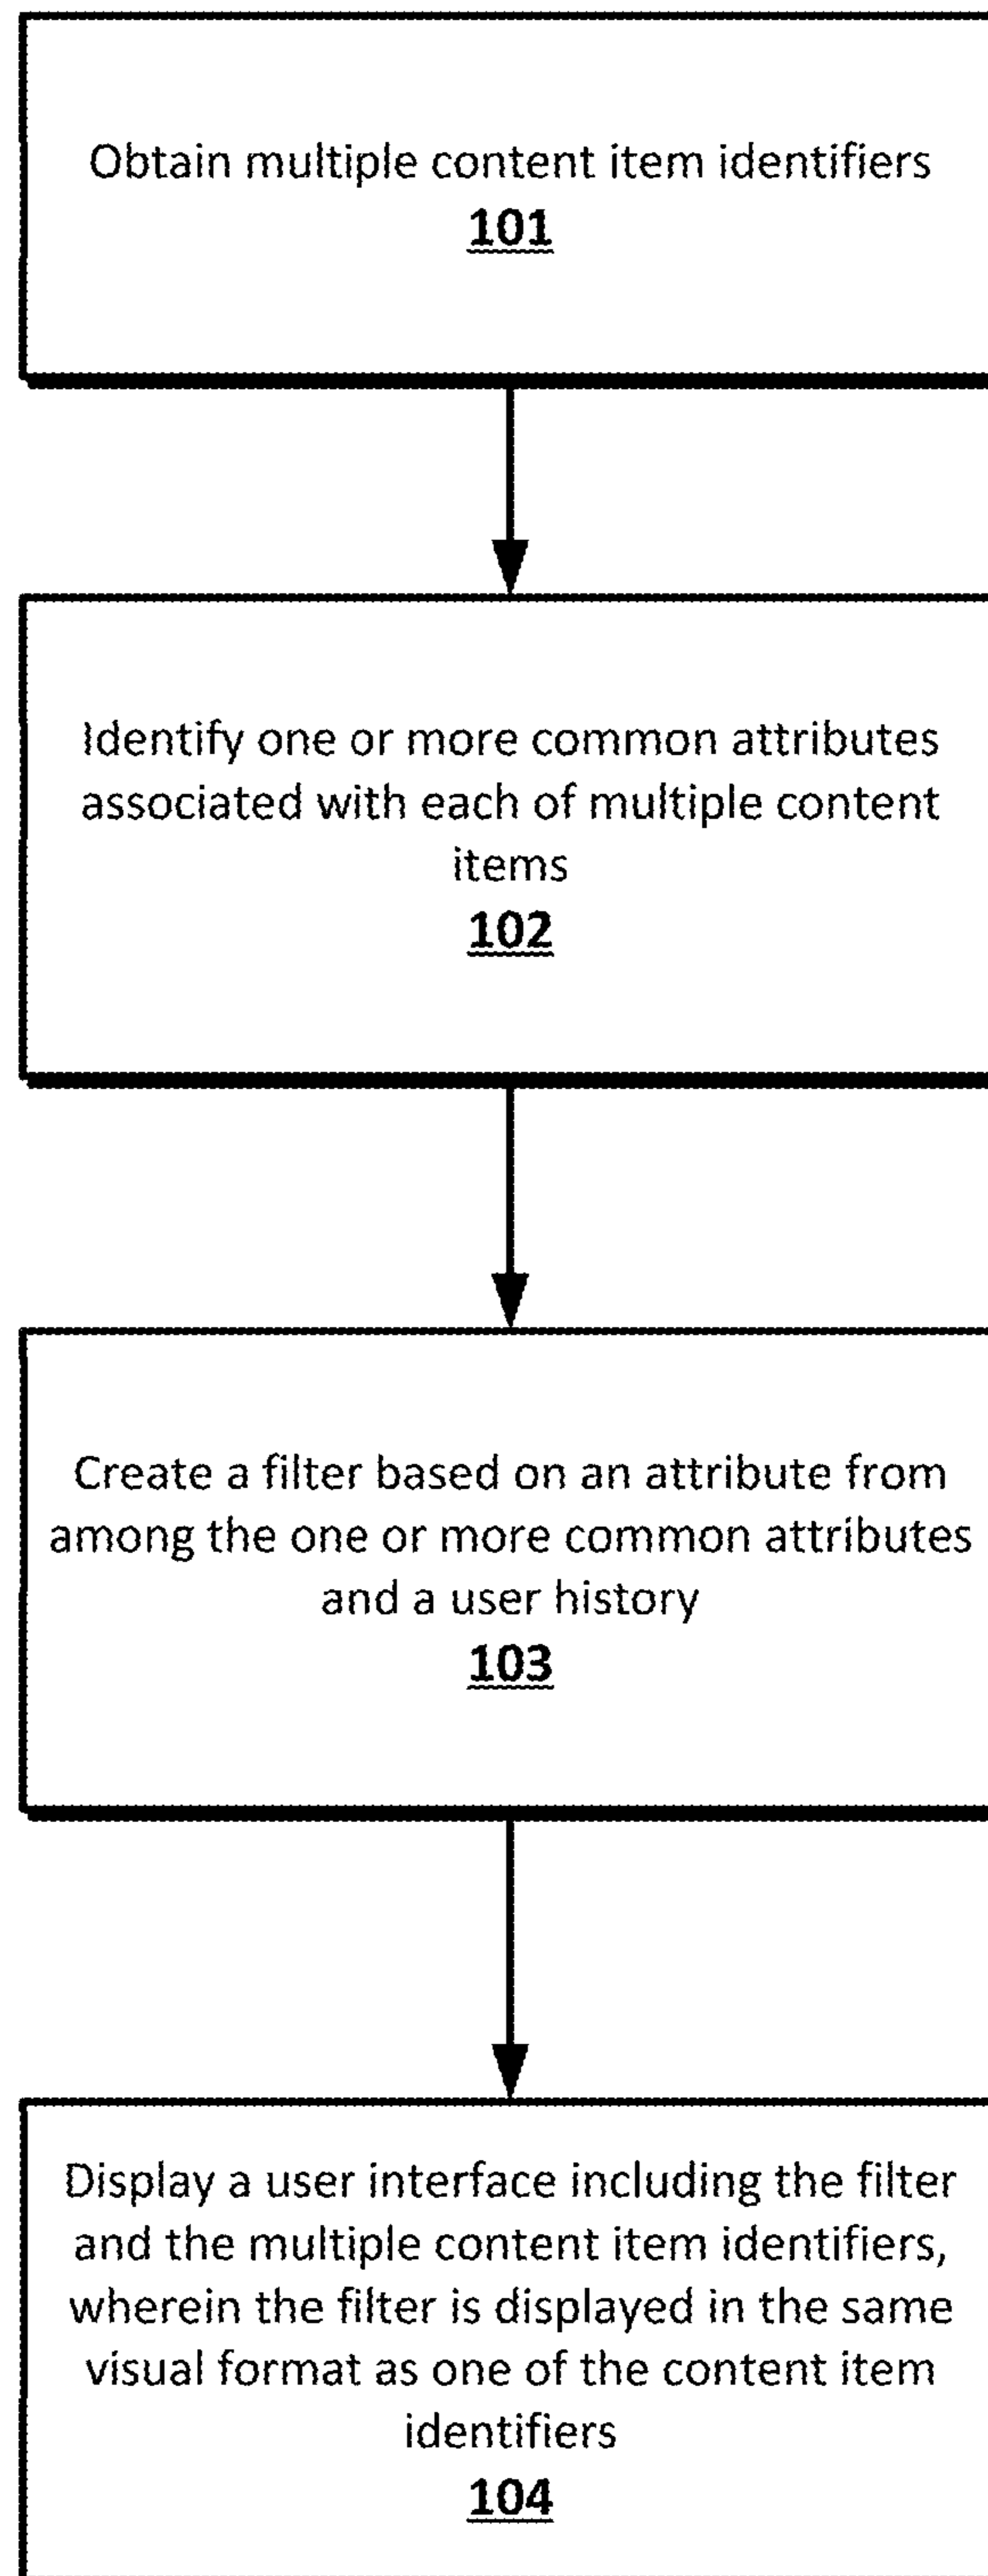 Obtain multiple content item identifiers
101
Identify one or more common attributes
associated with each of multiple content
items
102
Create a filter based on an attribute from
among the one or more common attributes
and a user history
103
Display a user interface including the filter
and the multiple content item identifiers,
wherein the filter is displayed in the same
visual format as one of the content item
identifiers
104